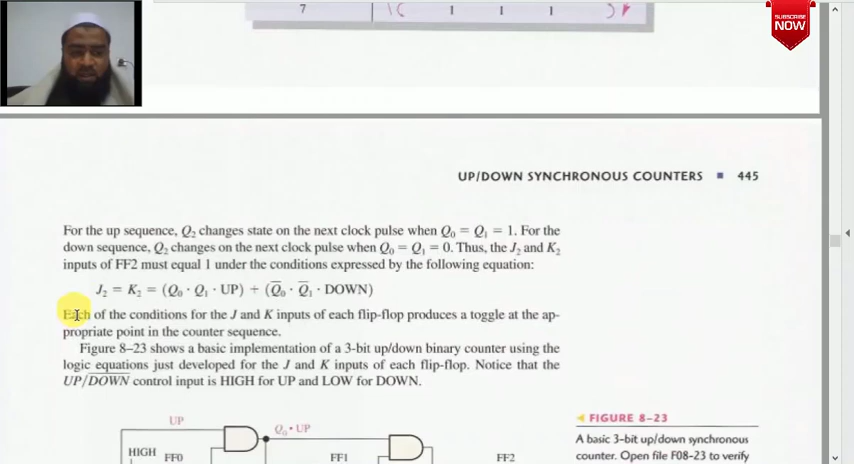 SUBSCRIBE
NOW
7 1 1 1
UP/DOWN SYNCHRONOUS COUNTERS ■ 445
For the up sequence, Q₂ changes state on the next clock pulse when Q₀ = Q₁ = 1. For the
down sequence, Q₂ changes on the next clock pulse when Q₀ = Q₁ = 0. Thus, the J₂ and K₂
inputs of FF2 must equal 1 under the conditions expressed by the following equation:
J₂ = K₂ = (Q₀ · Q₁ · UP) + (Q̅₀ · Q̅₁ · DOWN)
Each of the conditions for the J and K inputs of each flip-flop produces a toggle at the ap-
propriate point in the counter sequence.
Figure 8–23 shows a basic implementation of a 3-bit up/down binary counter using the
logic equations just developed for the J and K inputs of each flip-flop. Notice that the
UP/D̅O̅W̅N̅ control input is HIGH for UP and LOW for DOWN.
UP
Q₀ • UP
HIGH FF0 FF1 FF2
◀ FIGURE 8–23
A basic 3-bit up/down synchronous
counter. Open file F08-23 to verify